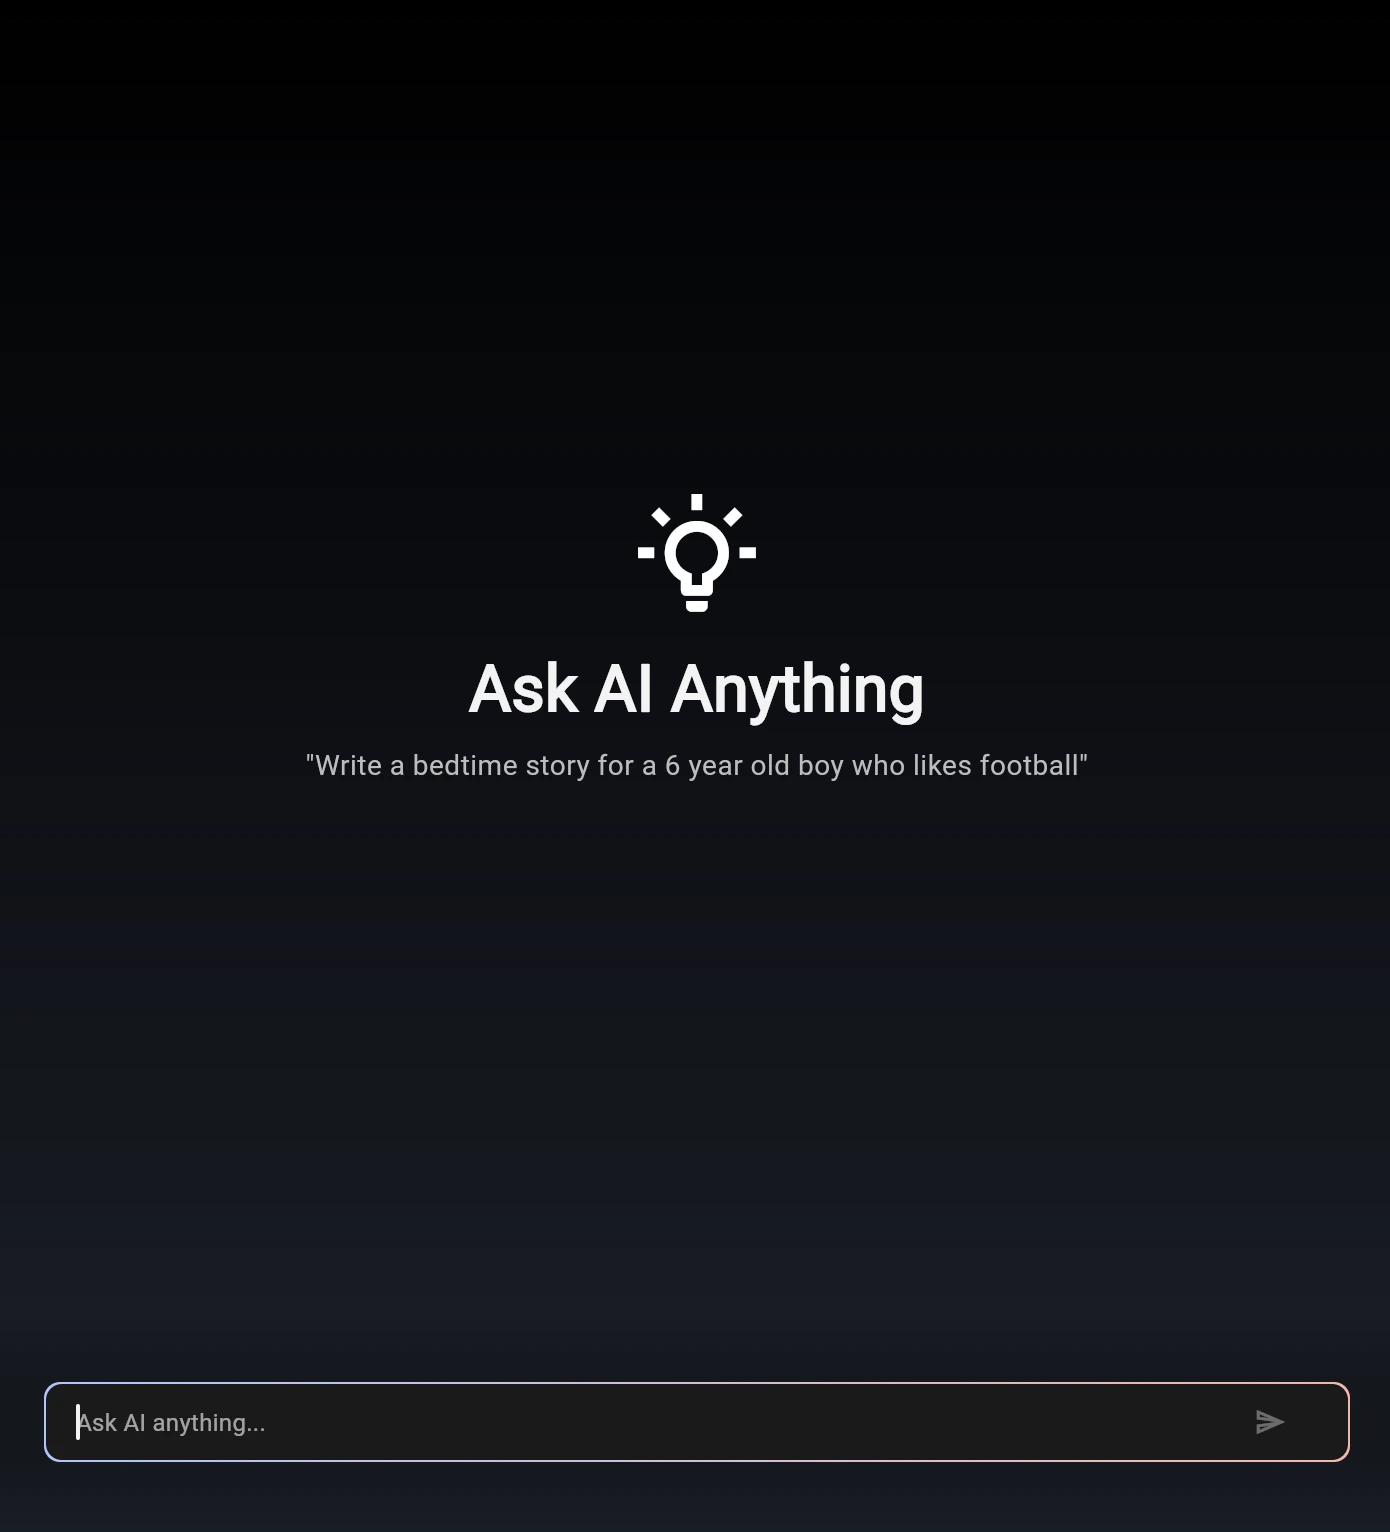 Ask AI Anything
"Write a bedtime story for a 6 year old boy who likes football"
Ask AI anything...